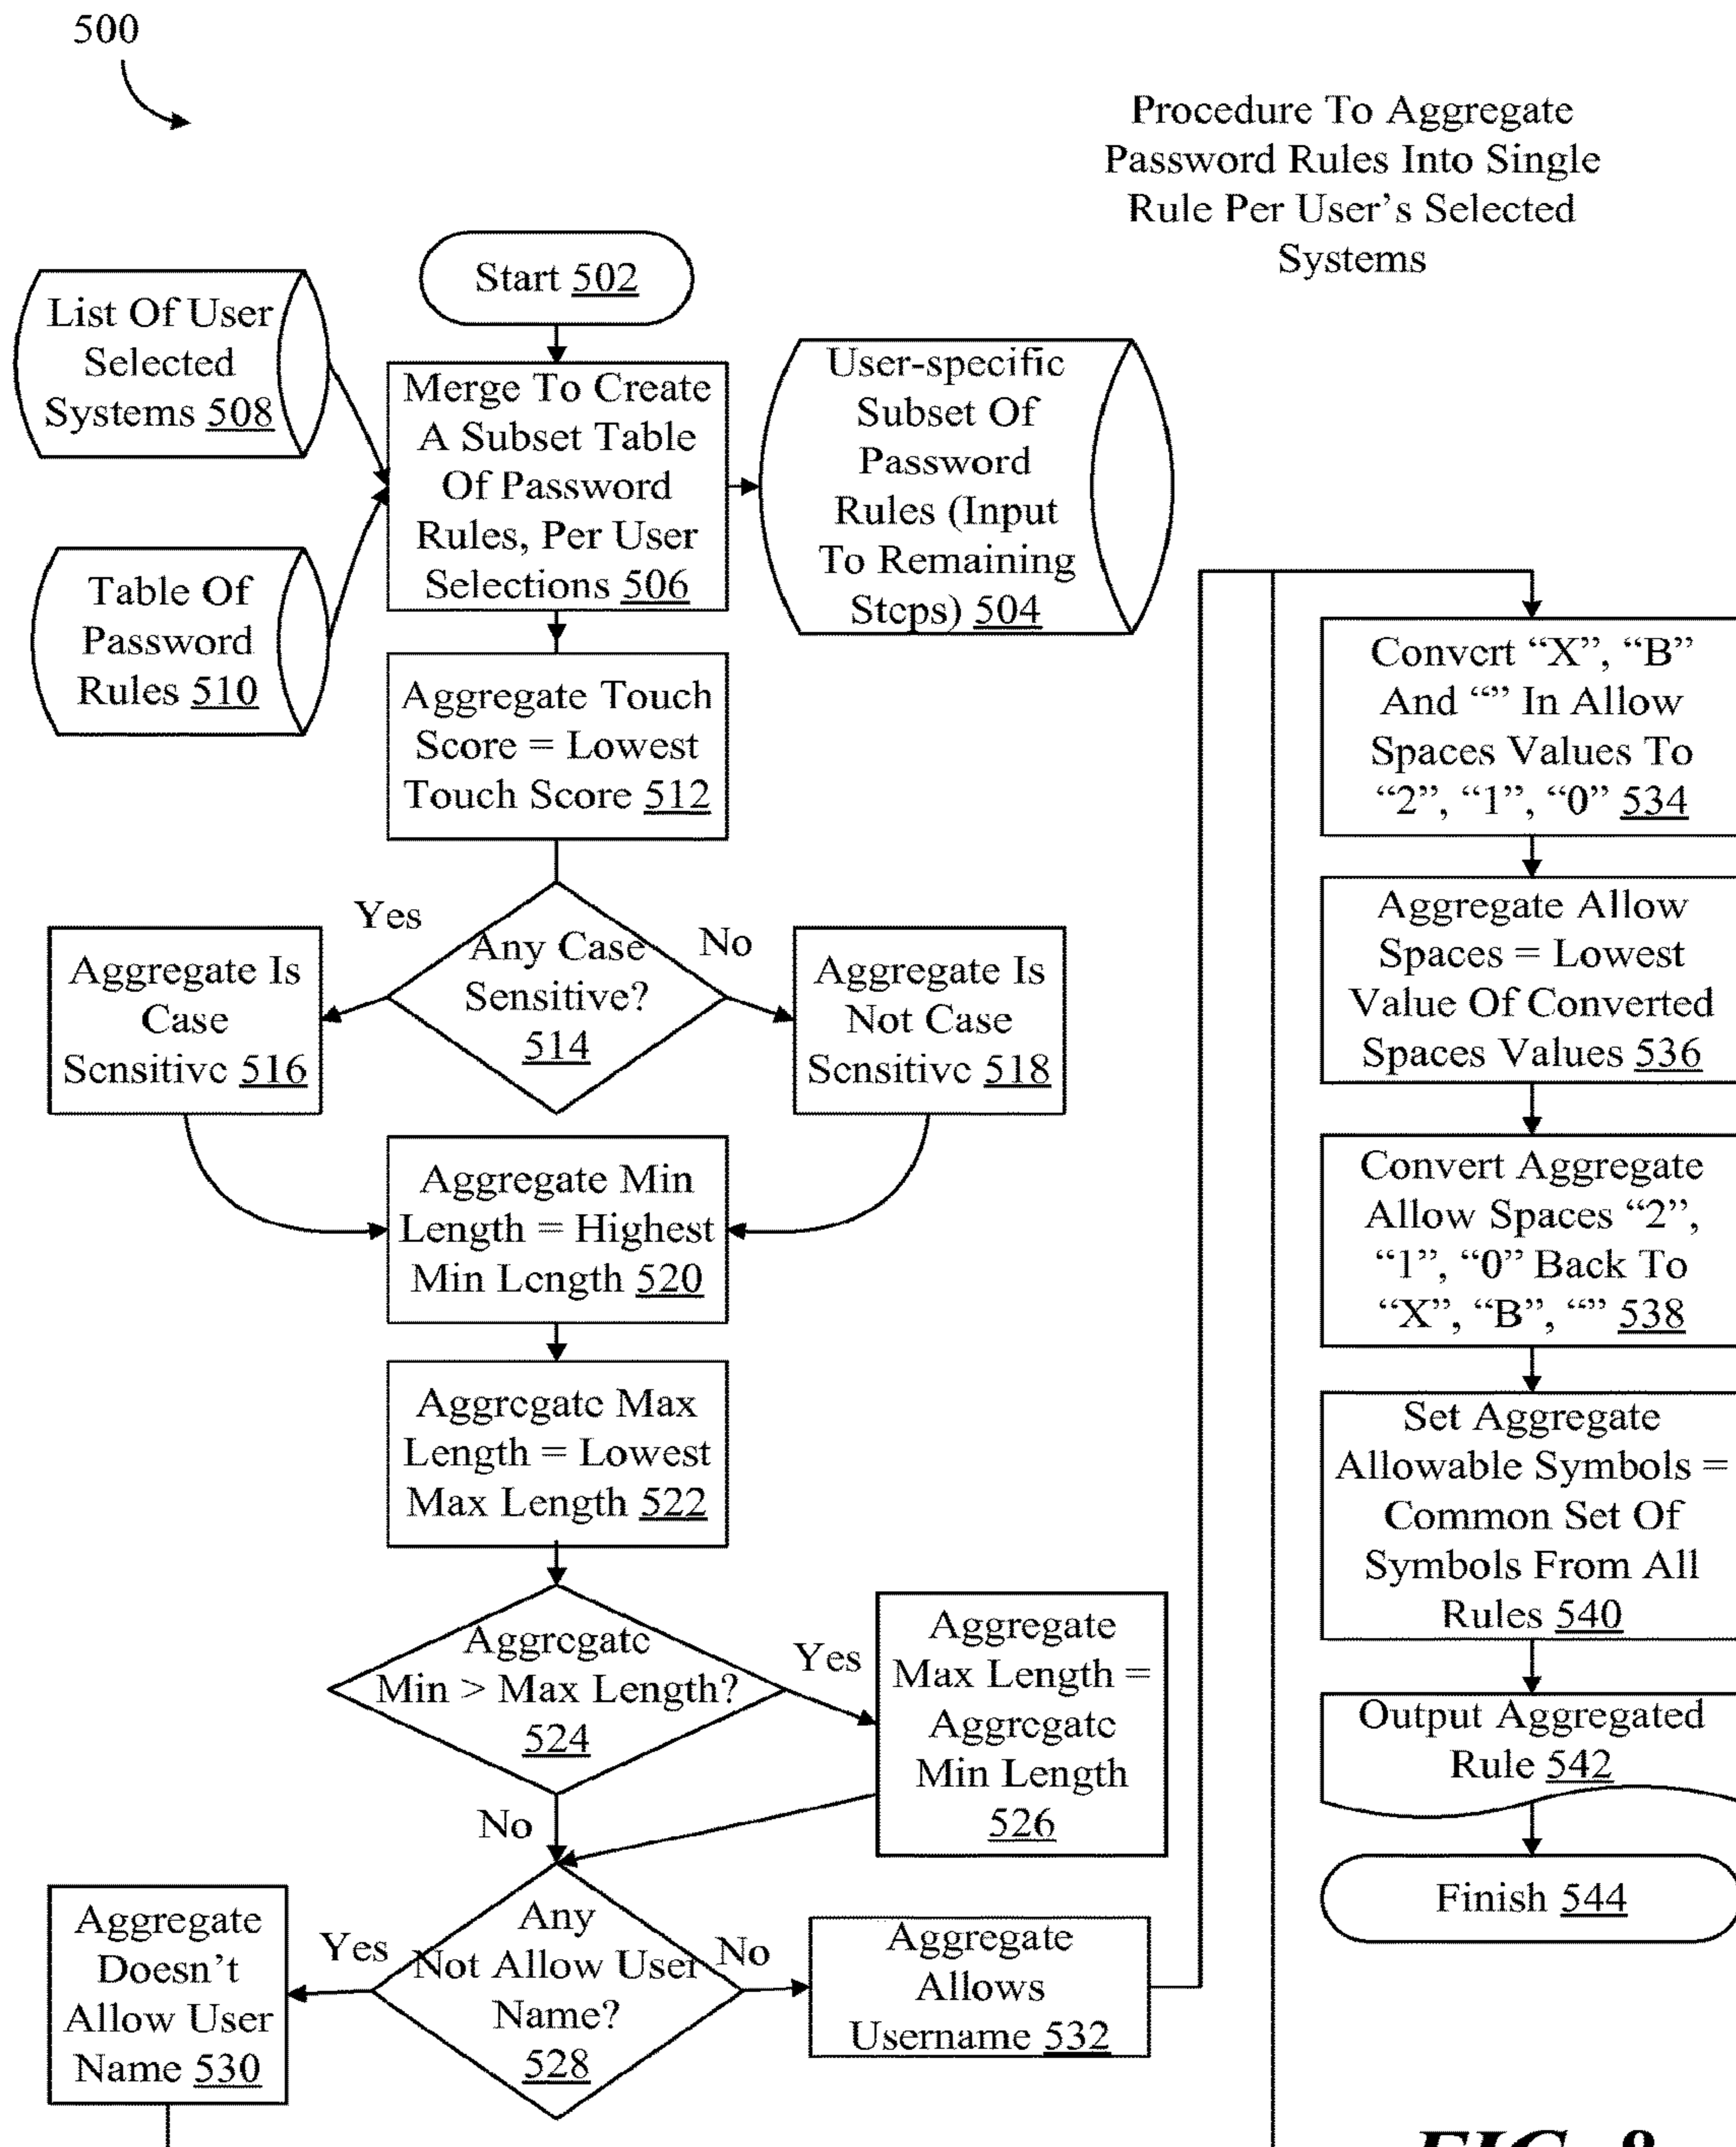 500
Procedure To Aggregate
Password Rules Into Single
Rule Per User's Selected
Systems
Start 502
List Of User
Selected
Systems 508
Merge To Create
A Subset Table
Of Password
Rules, Per User
Selections 506
User-specific
Subset Of
Password
Rules (Input
To Remaining
Steps) 504
Table Of
Password
Rules 510
Aggregate Touch
Score = Lowest
Touch Score 512
Any Case
Sensitive?
514
Yes
No
Aggregate Is
Case
Sensitive 516
Aggregate Is
Not Case
Sensitive 518
Aggregate Min
Length = Highest
Min Length 520
Aggregate Max
Length = Lowest
Max Length 522
Aggregate
Min > Max Length?
524
Yes
No
Aggregate
Max Length =
Aggregate
Min Length
526
Any
Not Allow User
Name?
528
Yes
No
Aggregate
Doesn't
Allow User
Name 530
Aggregate
Allows
Username 532
Convert “X”, “B”
And “” In Allow
Spaces Values To
“2”, “1”, “0” 534
Aggregate Allow
Spaces = Lowest
Value Of Converted
Spaces Values 536
Convert Aggregate
Allow Spaces “2”,
“1”, “0” Back To
“X”, “B”, “” 538
Set Aggregate
Allowable Symbols =
Common Set Of
Symbols From All
Rules 540
Output Aggregated
Rule 542
Finish 544
FIG. 8